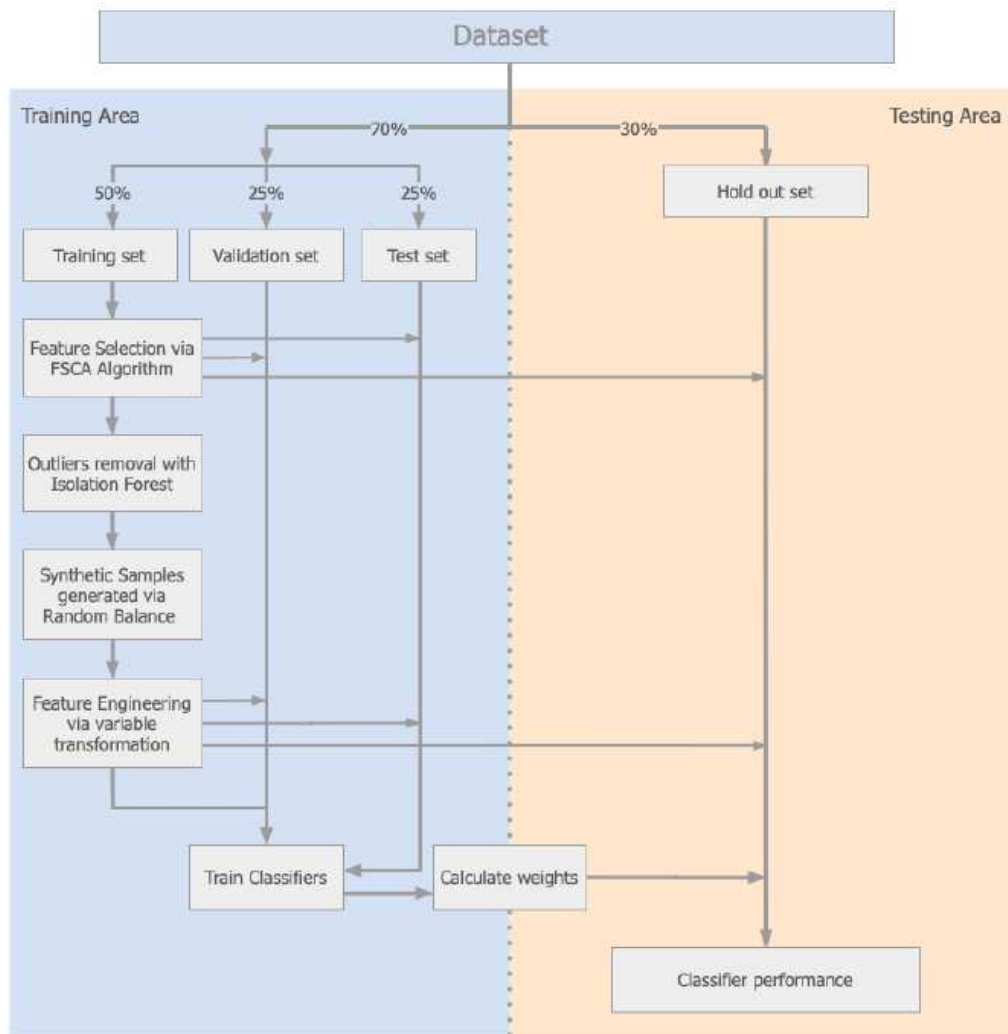 Dataset
Training Area
Testing Area
70%
30%
50%
25%
25%
Hold out set
Training set
Validation set
Test set
Feature Selection via
FSCA Algorithm
Outliers removal with
Isolation Forest
Synthetic Samples
generated via
Random Balance
Feature Engineering
via variable
transformation
Train Classifiers
Calculate weights
Classifier performance